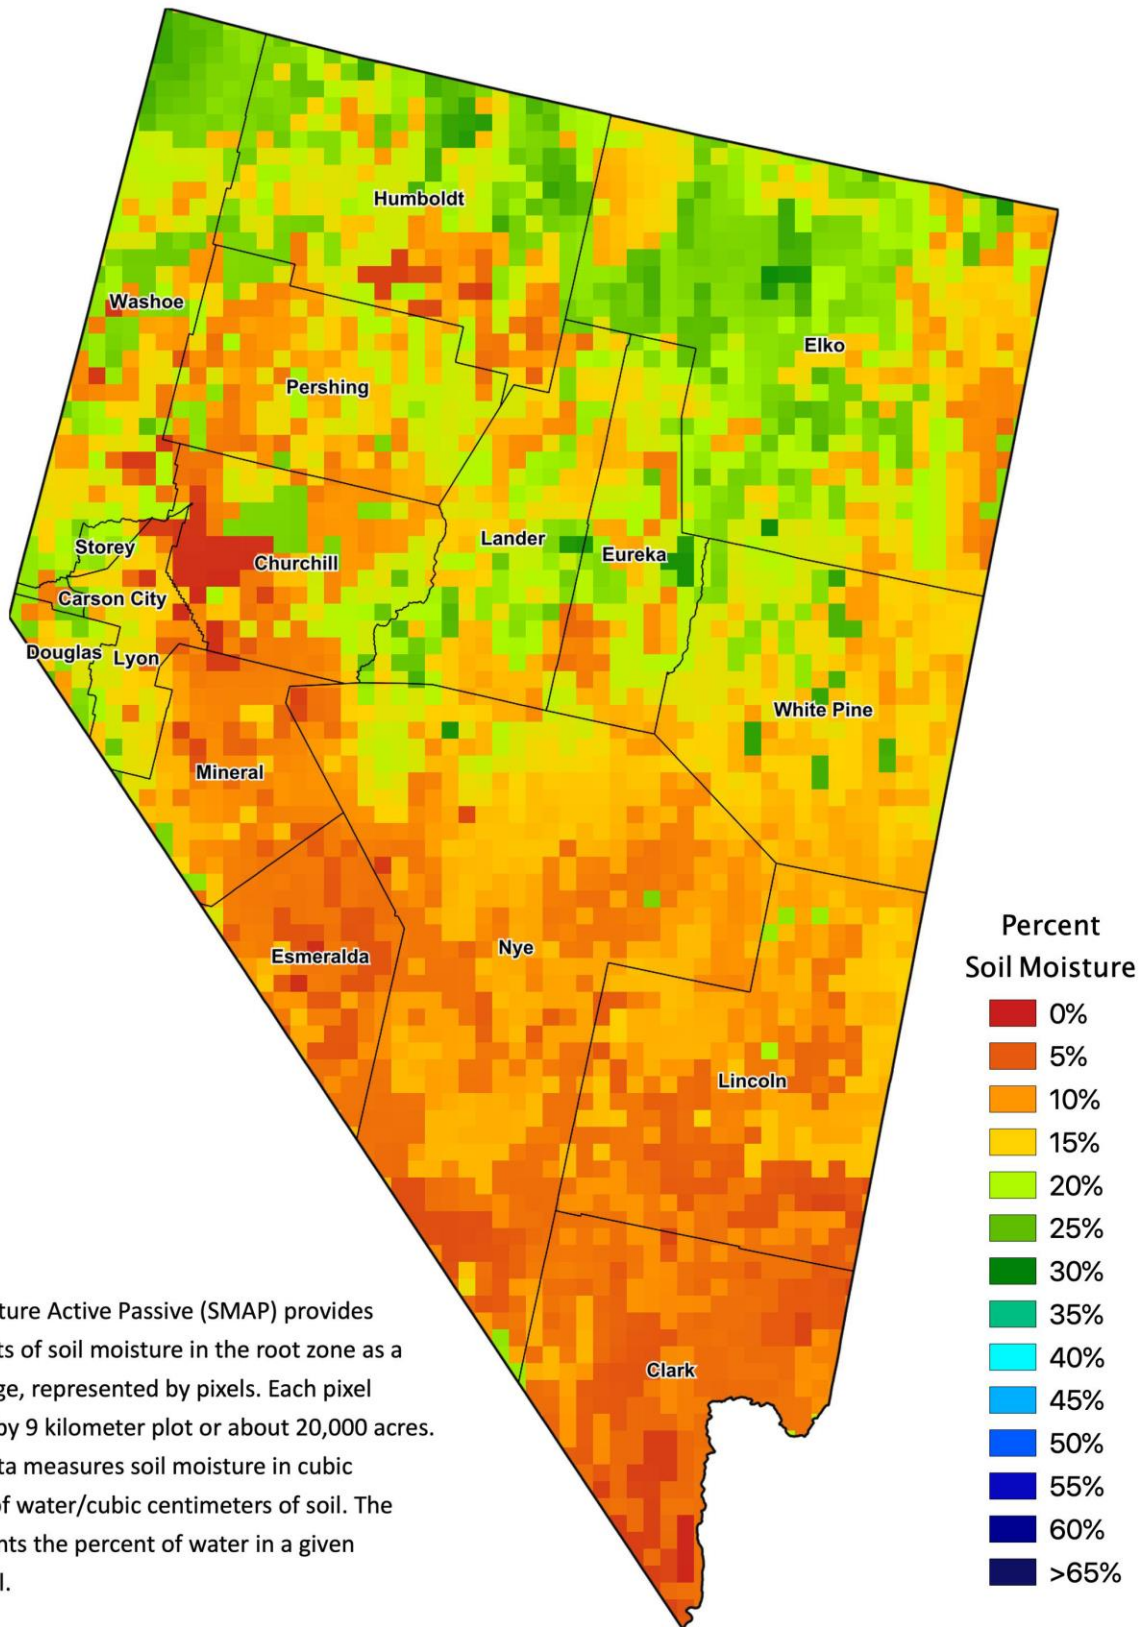 Humboldt
Washoe
Elko
Pershing
Lander
Storey
Eureka
Churchill
Carson City
Douglas
Lyon
White Pine
Mineral
Nye
Esmeralda
Lincoln
Clark
Percent
Soil Moisture
0%
5%
10%
15%
20%
25%
30%
35%
40%
45%
50%
55%
60%
>65%
ture Active Passive (SMAP) provides
ts of soil moisture in the root zone as a
ge, represented by pixels. Each pixel
by 9 kilometer plot or about 20,000 acres.
ta measures soil moisture in cubic
of water/cubic centimeters of soil. The
nts the percent of water in a given
l.